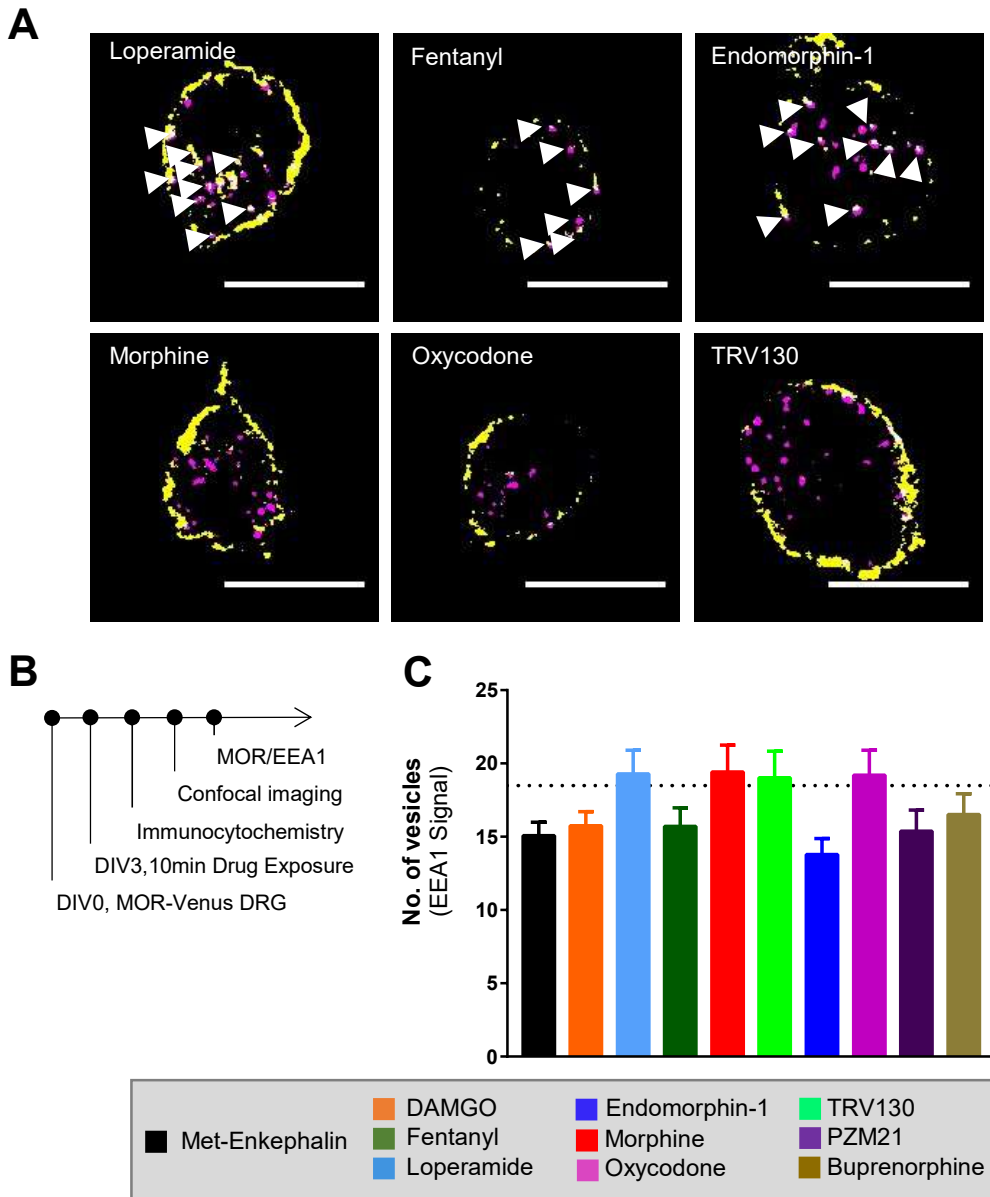 A
Loperamide
Fentanyl
Endomorphin-1
Morphine
Oxycodone
TRV130
B
MOR/EEA1
Confocal imaging
Immunocytochemistry
DIV3,10min Drug Exposure
DIV0, MOR-Venus DRG
C
No. of vesicles
(EEA1 Signal)
25
20
15
10
5
0
Met-Enkephalin
DAMGO
Fentanyl
Loperamide
Endomorphin-1
Morphine
Oxycodone
TRV130
PZM21
Buprenorphine